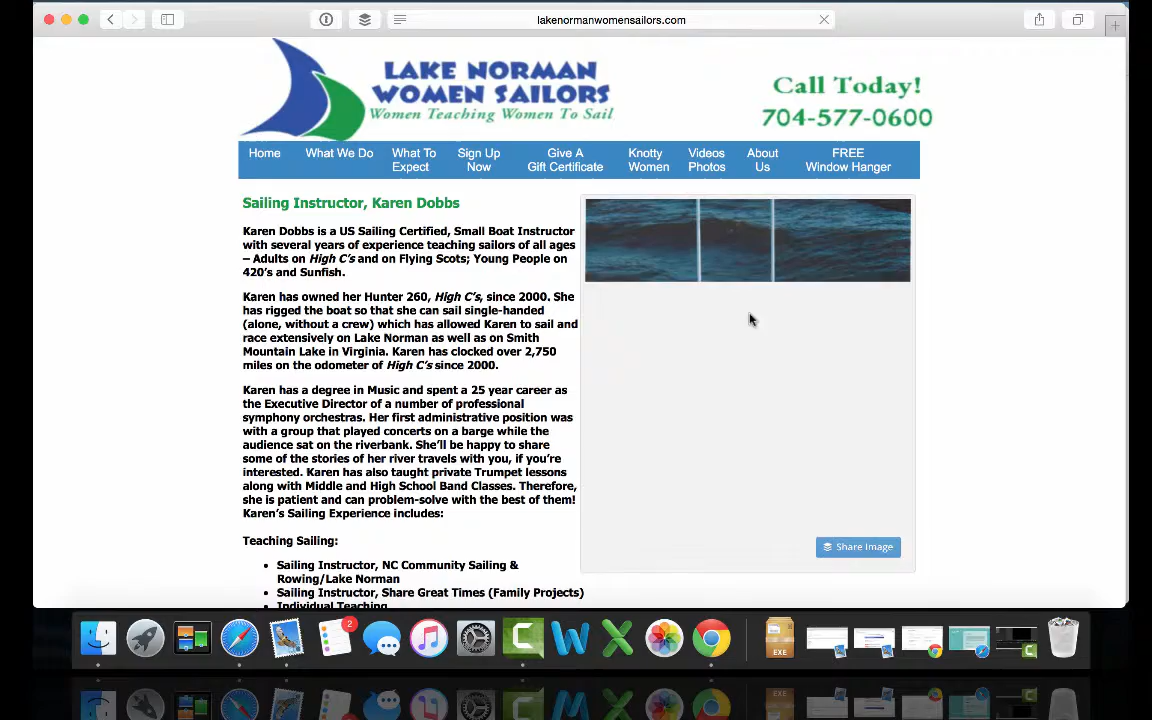 lakenormanwomensailors.com
LAKE NORMAN
WOMEN SAILORS
Women Teaching Women To Sail
Call Today!
704-577-0600
Home
What We Do
What To
Expect
Sign Up
Now
Give A
Gift Certificate
Knotty
Women
Videos
Photos
About
Us
FREE
Window Hanger
Sailing Instructor, Karen Dobbs
Karen Dobbs is a US Sailing Certified, Small Boat Instructor
with several years of experience teaching sailors of all ages
– Adults on High C's and on Flying Scots; Young People on
420's and Sunfish.
Karen has owned her Hunter 260, High C's, since 2000. She
has rigged the boat so that she can sail single-handed
(alone, without a crew) which has allowed Karen to sail and
race extensively on Lake Norman as well as on Smith
Mountain Lake in Virginia. Karen has clocked over 2,750
miles on the odometer of High C's since 2000.
Karen has a degree in Music and spent a 25 year career as
the Executive Director of a number of professional
symphony orchestras. Her first administrative position was
with a group that played concerts on a barge while the
audience sat on the riverbank. She'll be happy to share
some of the stories of her river travels with you, if you're
interested. Karen has also taught private Trumpet lessons
along with Middle and High School Band Classes. Therefore,
she is patient and can problem-solve with the best of them!
Karen's Sailing Experience includes:
Teaching Sailing:
• Sailing Instructor, NC Community Sailing &
Rowing/Lake Norman
• Sailing Instructor, Share Great Times (Family Projects)
• Individual Teaching
Share Image
2
EXE